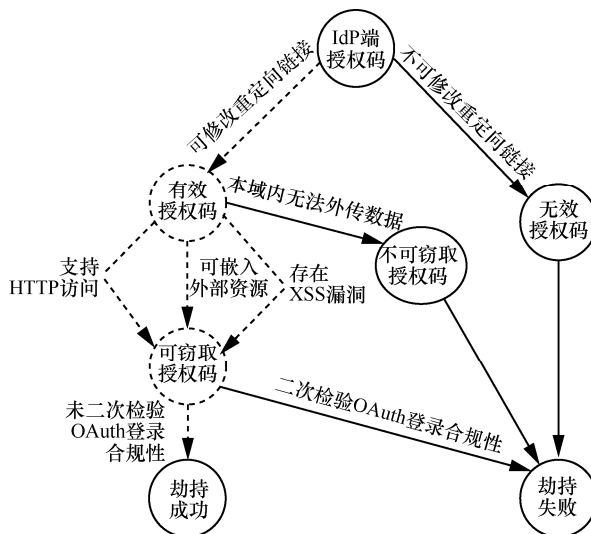 IdP端
授权码
可修改重定向链接
不可修改重定向链接
有效
授权码
本域内无法外传数据
无效
授权码
不可窃取
授权码
支持
HTTP访问
可嵌入
外部资源
存在
XSS漏洞
可窃取
授权码
未二次检验
OAuth登录
合规性
二次检验OAuth登录合规性
劫持
成功
劫持
失败